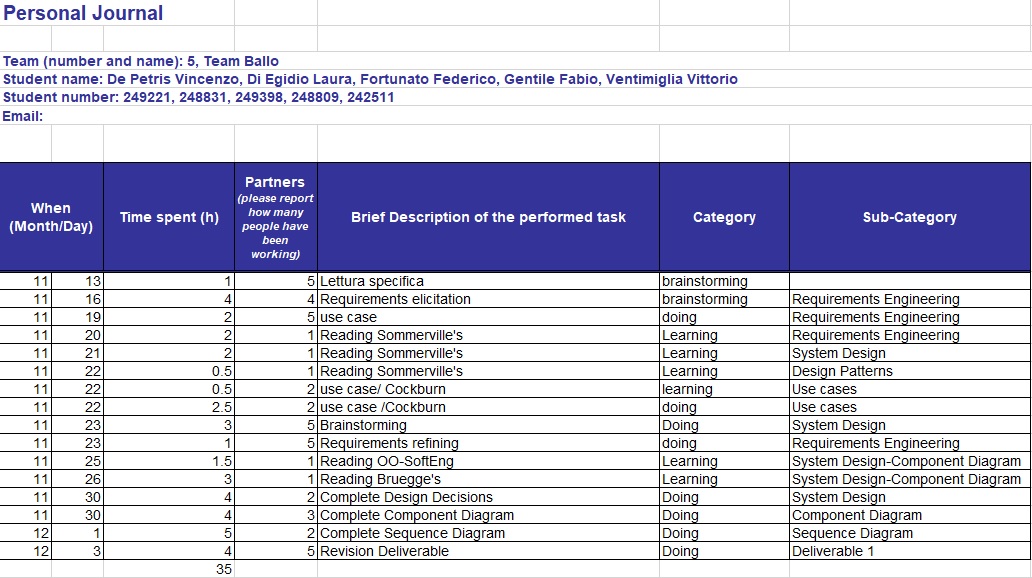 Personal Journal
Team (number and name): 5, Team Ballo
Student name: De Petris Vincenzo, Di Egidio Laura, Fortunato Federico, Gentile Fabio, Ventimiglia Vittorio
Student number: 249221, 248831, 249398, 248809, 242511
Email:
When (Month/Day) Time spent (h) Partners (please report how many people have been working) Brief Description of the performed task Category Sub-Category
11 13 1 5 Lettura specifica brainstorming
11 16 4 4 Requirements elicitation brainstorming Requirements Engineering
11 19 2 5 use case doing Requirements Engineering
11 20 2 1 Reading Sommerville's Learning Requirements Engineering
11 21 2 1 Reading Sommerville's Learning System Design
11 22 0.5 1 Reading Sommerville's Learning Design Patterns
11 22 0.5 2 use case/ Cockburn learning Use cases
11 22 2.5 2 use case /Cockburn doing Use cases
11 23 3 5 Brainstorming Doing System Design
11 23 1 5 Requirements refining doing Requirements Engineering
11 25 1.5 1 Reading OO-SoftEng Learning System Design-Component Diagram
11 26 3 1 Reading Bruegge's Learning System Design-Component Diagram
11 30 4 2 Complete Design Decisions Doing System Design
11 30 4 3 Complete Component Diagram Doing Component Diagram
12 1 5 2 Complete Sequence Diagram Doing Sequence Diagram
12 3 4 5 Revision Deliverable Doing Deliverable 1
35